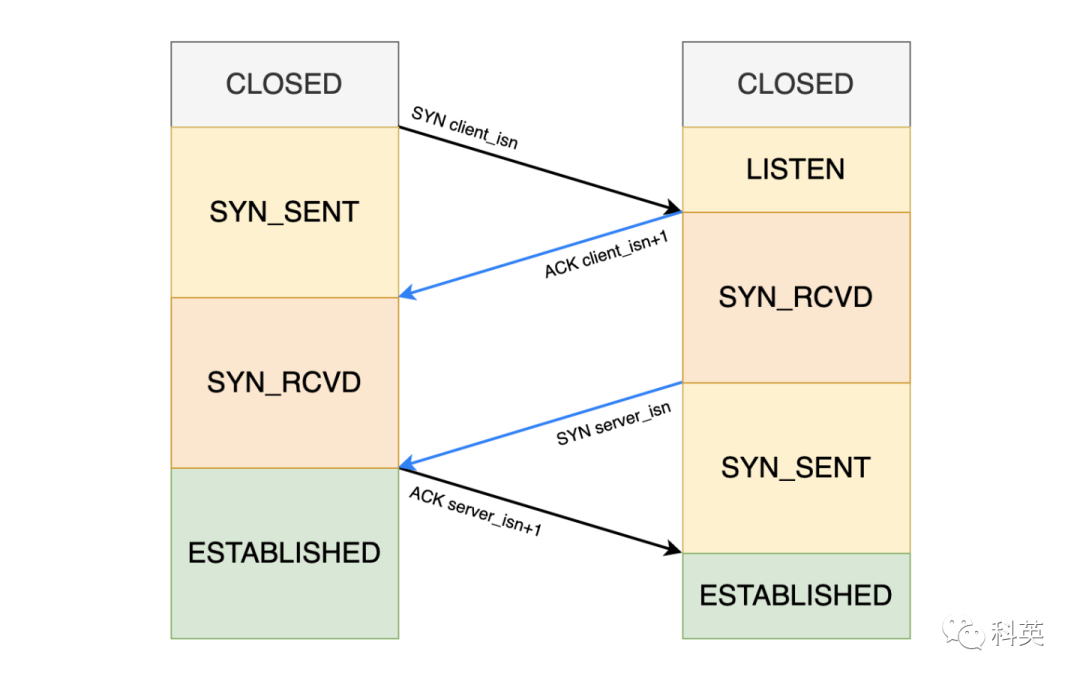 CLOSED
CLOSED
SYN client_isn
LISTEN
SYN_SENT
ACK client_isn+1
SYN_RCVD
SYN_RCVD
SYN server_isn
SYN_SENT
ACK server_isn+1
ESTABLISHED
ESTABLISHED
科英